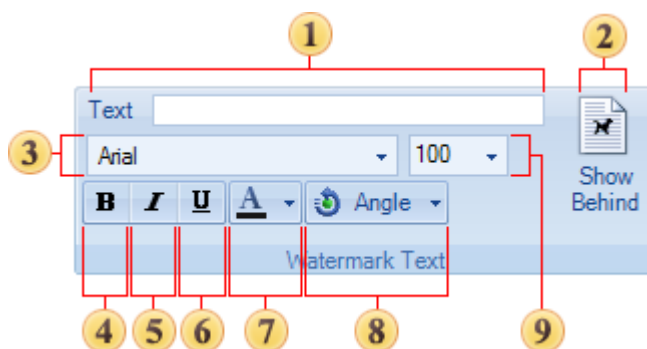 1 2
Text
3 Arial 100
Show
Behind
B I U A Angle
Watermark Text
4 5 6 7 8 9